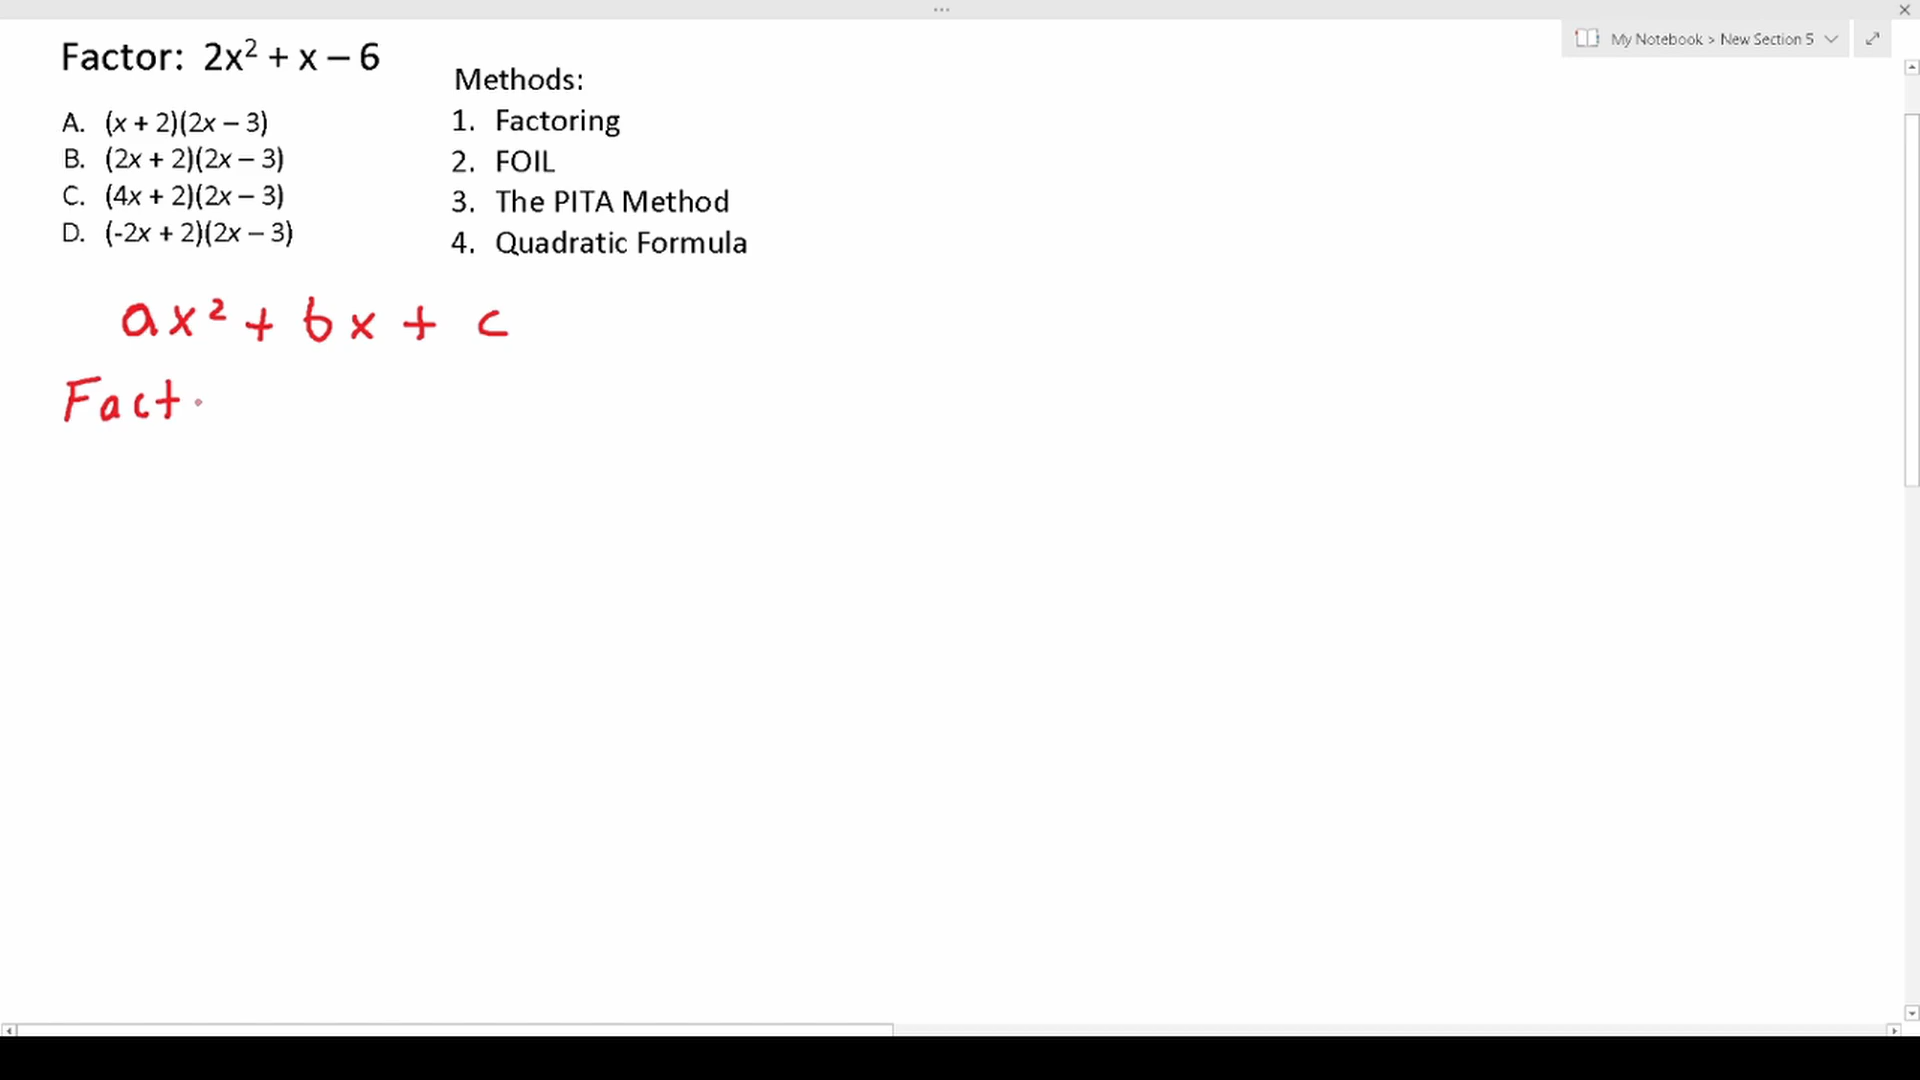 My Notebook > New Section 5
Factor: 2x² + x – 6
A. (x + 2)(2x – 3)
B. (2x + 2)(2x – 3)
C. (4x + 2)(2x – 3)
D. (-2x + 2)(2x – 3)
Methods:
1. Factoring
2. FOIL
3. The PITA Method
4. Quadratic Formula
ax² + bx + c
Fact